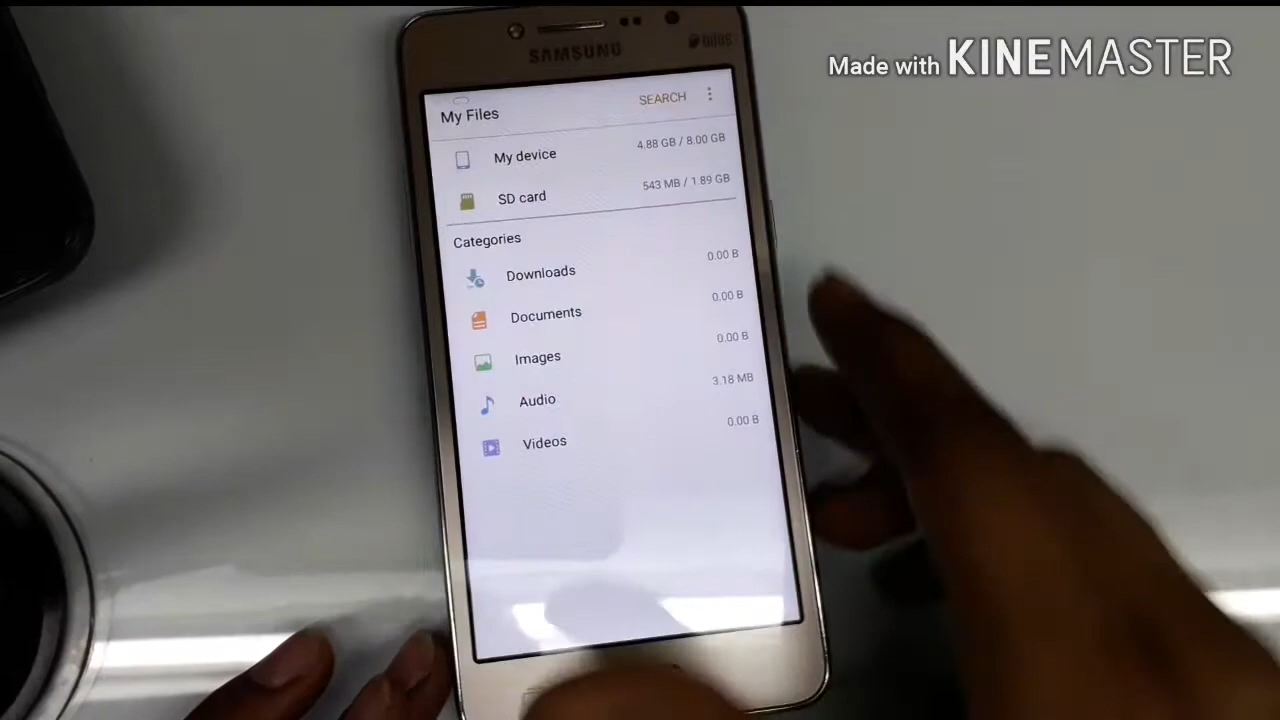 Made with KINEMASTER
SAMSUNG
DUOS
My Files
SEARCH
My device
4.88 GB / 8.00 GB
SD card
543 MB / 1.89 GB
Categories
Downloads
0.00 B
Documents
0.00 B
Images
0.00 B
Audio
3.18 MB
Videos
0.00 B